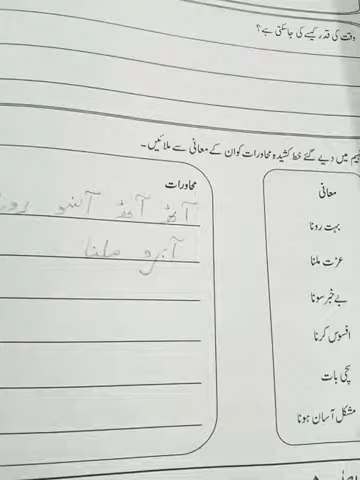 وقت کی قدر کیسے کی جاسکتی ہے؟
میں دیے گئے خط کشیدہ محاورات کو ان کے معانی سے ملائیں۔
معانی
محاورات
بہت رونا
آٹھ آٹھ آنسو رونا
عزت ملنا
آبرو ملنا
بے خبر سونا
افسوس کرنا
سچی بات
مشکل آسان ہونا